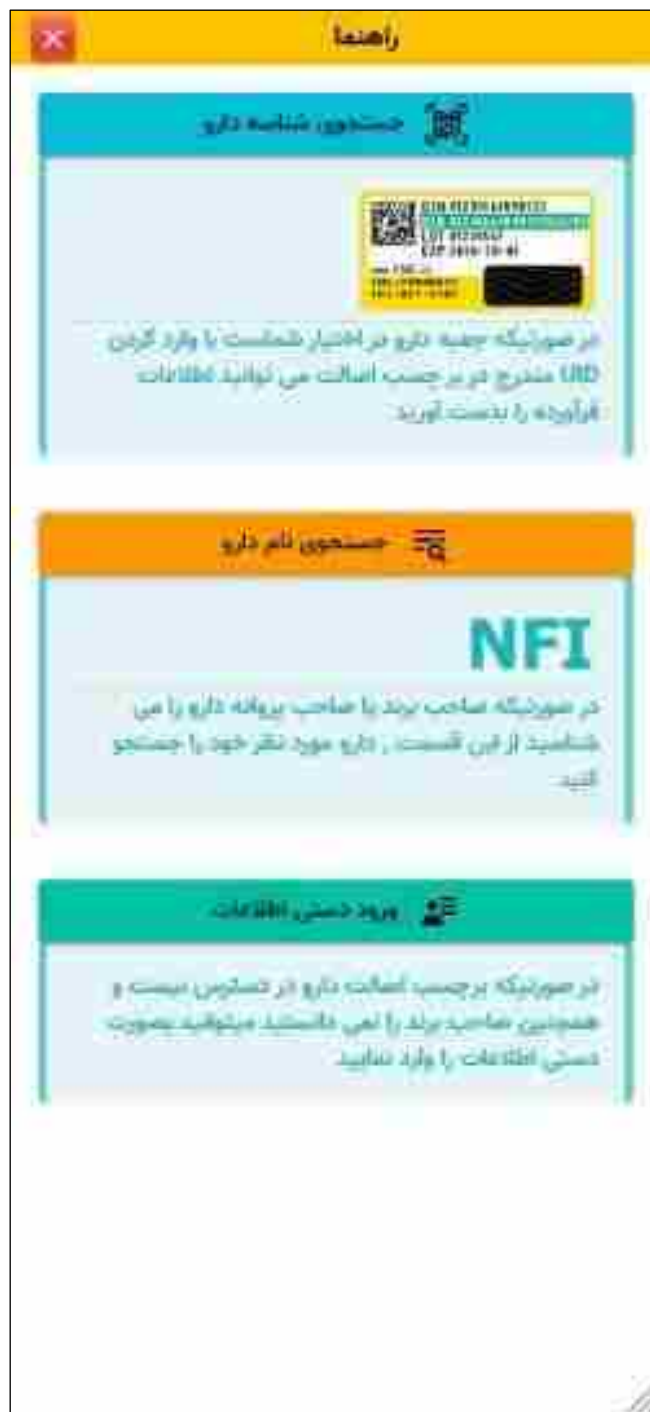 راهنما
جستجوی شناسه دارو
در صورتیکه جعبه دارو در اختیار شماست با وارد کردن
UID مندرج در بر چسب اصالت می توانید اطلاعات
فرآورده را بدست آورید
جستجوی نام دارو
NFI
در صورتیکه صاحب برند یا صاحب پروانه دارو را می
شناسید از این قسمت , دارو مورد نظر خود را جستجو
کنید
ورود دستی اطلاعات
در صورتیکه برچسب اصالت دارو در دسترس نیست و
همچنین صاحب برند را نمی دانستید میتوانید بصورت
دستی اطلاعات را وارد نمایید